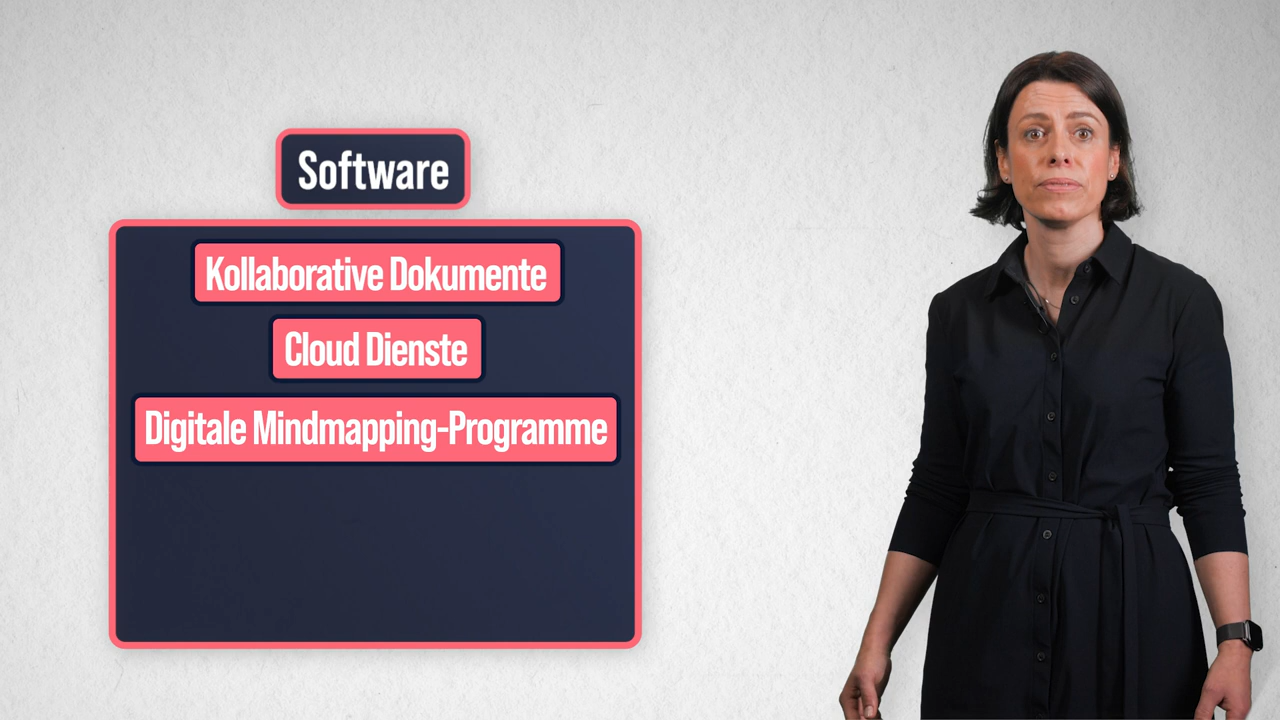 Software
Kollaborative Dokumente
Cloud Dienste
Digitale Mindmapping-Programme